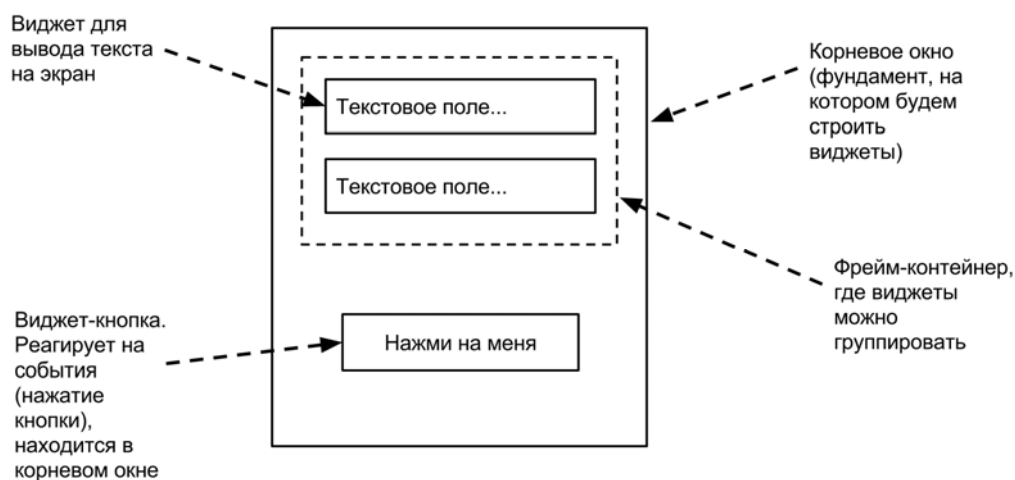 Виджет для
вывода текста
на экран
Текстовое поле...
Текстовое поле...
Корневое окно
(фундамент, на
котором будем
строить
виджеты)
Фрейм-контейнер,
где виджеты
можно
группировать
Виджет-кнопка.
Реагирует на
события
(нажатие
кнопки),
находится в
корневом окне
Нажми на меня